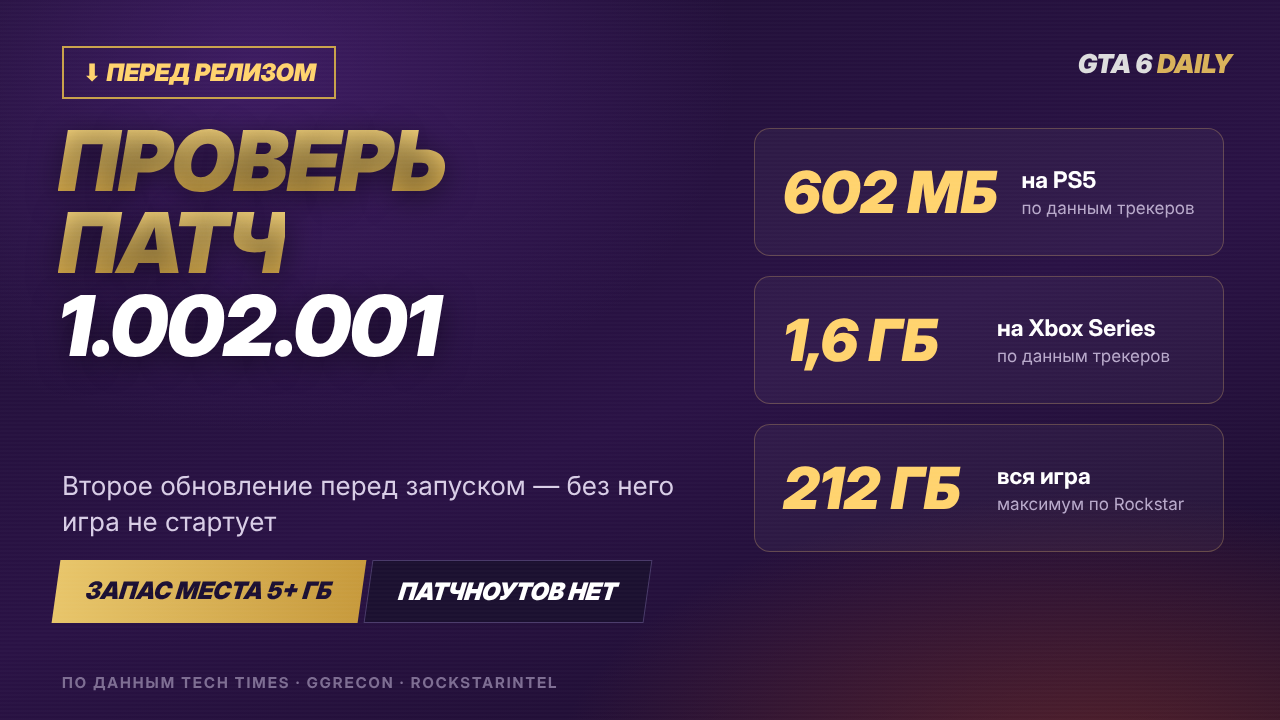 ⬇ ПЕРЕД РЕЛИЗОМ
GTA 6 DAILY
ПРОВЕРЬ
ПАТЧ
1.002.001
Второе обновление перед запуском — без него
игра не стартует
ЗАПАС МЕСТА 5+ ГБ
ПАТЧНОУТОВ НЕТ
602 МБ
на PS5
по данным трекеров
1,6 ГБ
на Xbox Series
по данным трекеров
212 ГБ
вся игра
максимум по Rockstar
ПО ДАННЫМ TECH TIMES · GGRECON · ROCKSTARINTEL